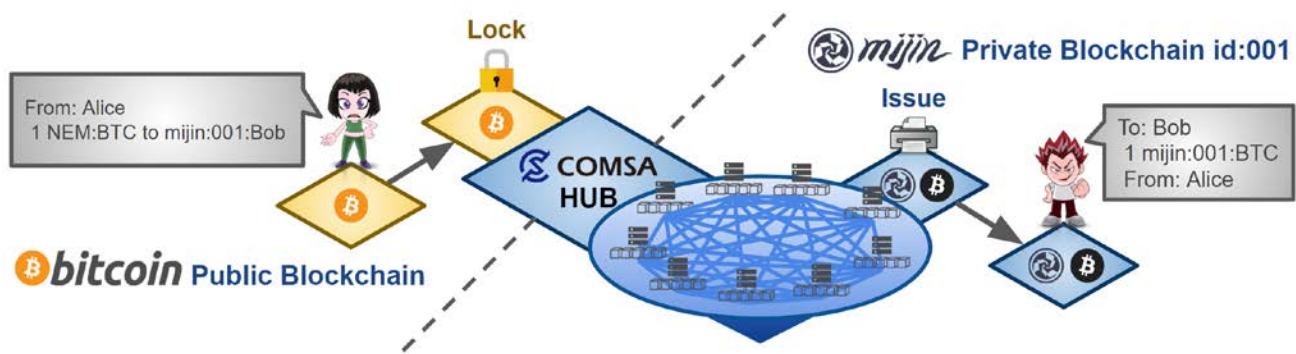 Lock
mijin Private Blockchain id:001
Issue
From: Alice
1 NEM:BTC to mijin:001:Bob
To: Bob
1 mijin:001:BTC
From: Alice
COMSA
HUB
bitcoin Public Blockchain